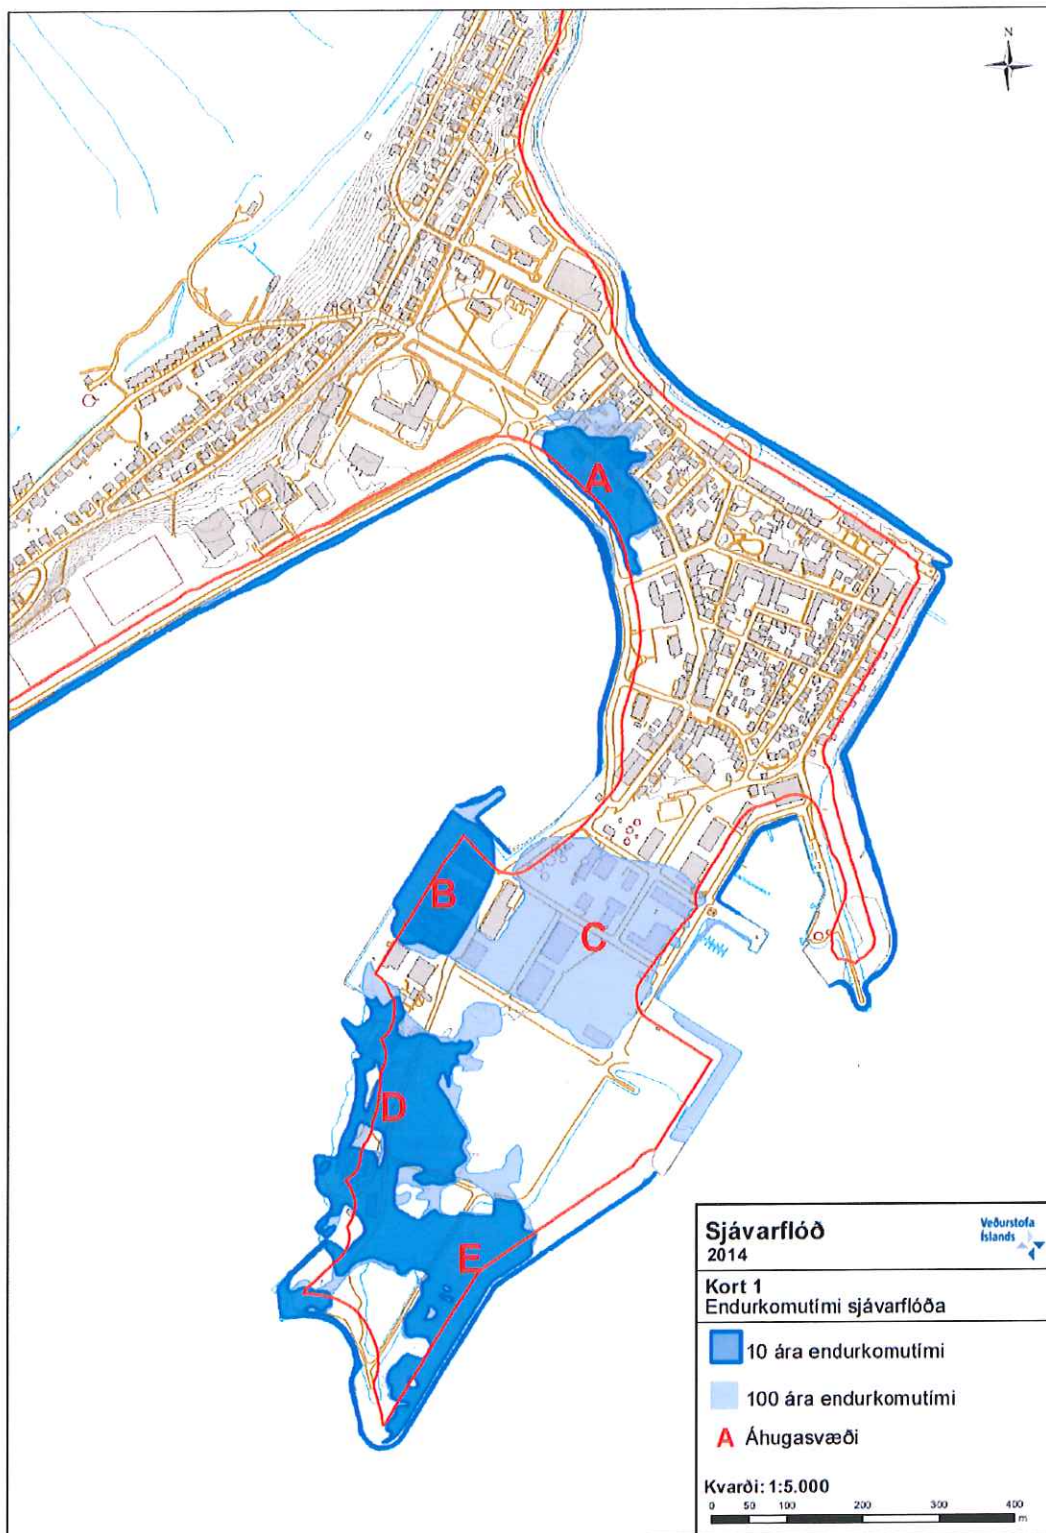 N
A
B
C
D
E
Sjávarflóð
2014
Veðurstofa
Íslands
Kort 1
Endurkomutími sjávarflóða
10 ára endurkomutími
100 ára endurkomutími
A Áhugasvæði
Kvarði: 1:5.000
0 50 100 200 300 400
m